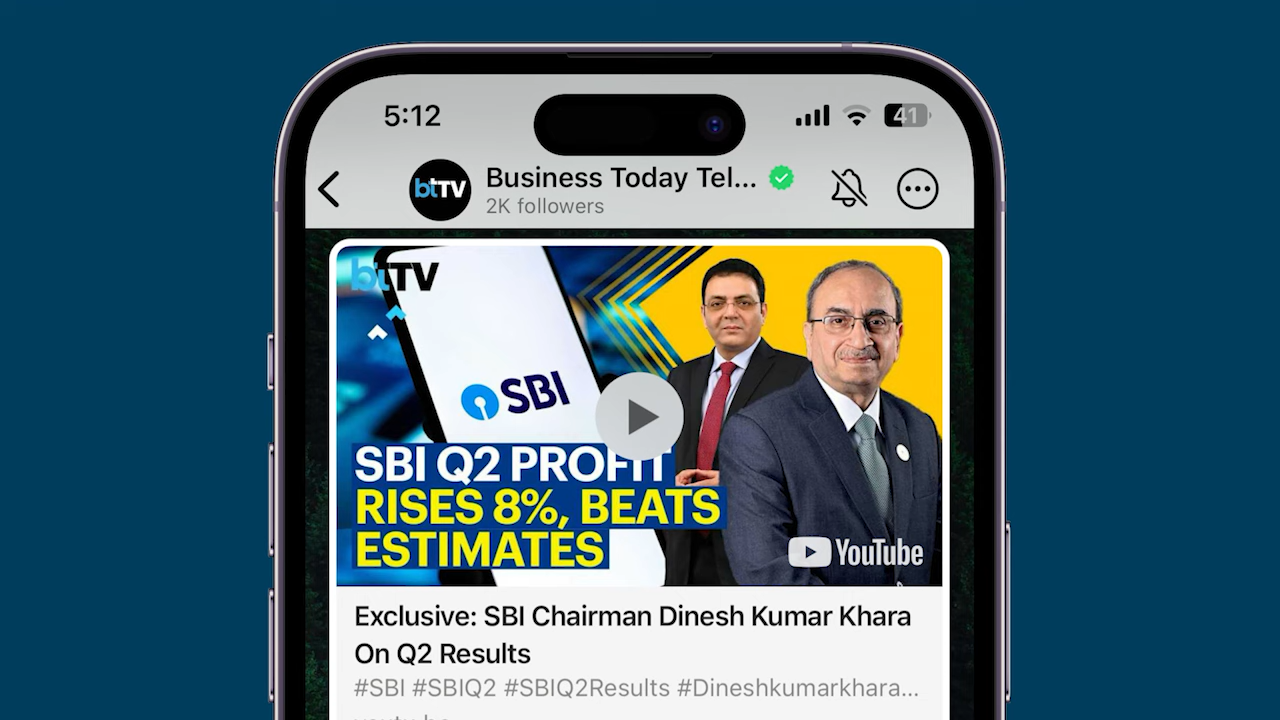 5:12
41
btTV
Business Today Tel...
2K followers
btTV
SBI
SBI Q2 PROFIT
RISES 8%, BEATS
ESTIMATES
YouTube
Exclusive: SBI Chairman Dinesh Kumar Khara
On Q2 Results
#SBI #SBIQ2 #SBIQ2Results #Dineshkumarkhara...